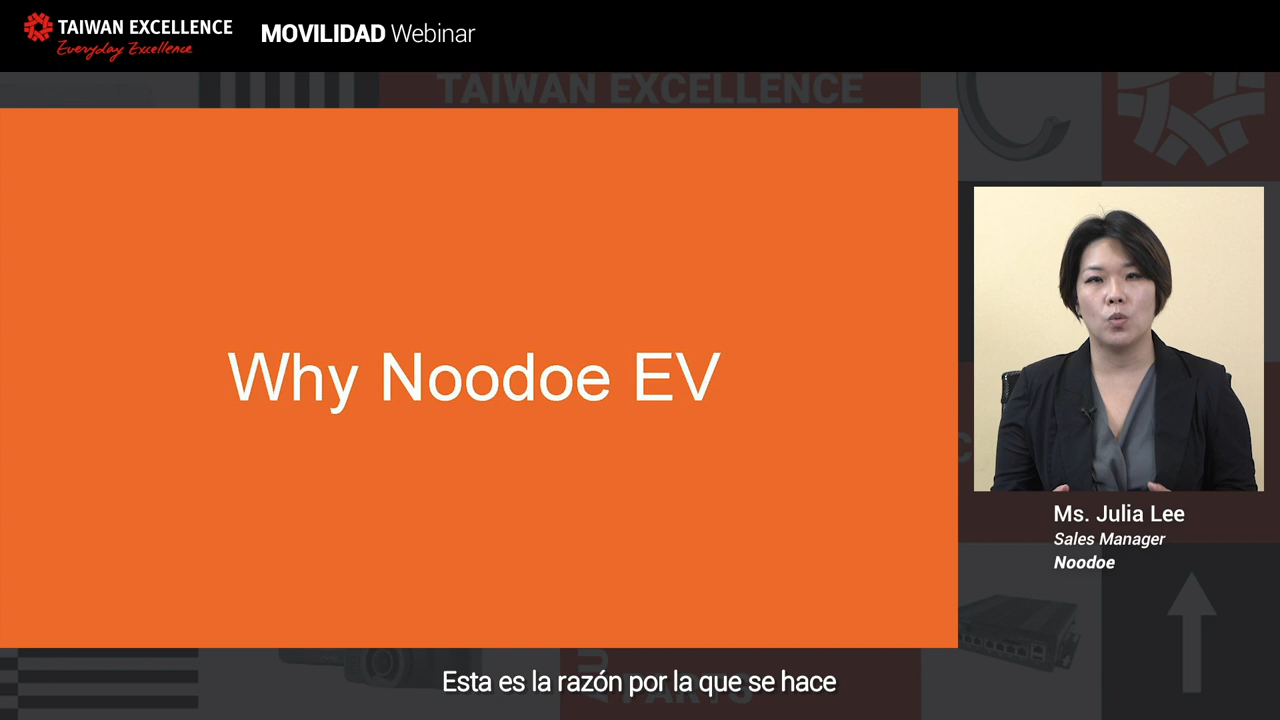 TAIWAN EXCELLENCE
Everyday Excellence
MOVILIDAD Webinar
TAIWAN EXCELLENCE
Why Noodoe EV
Ms. Julia Lee
Sales Manager
Noodoe
PARTS
Esta es la razón por la que se hace